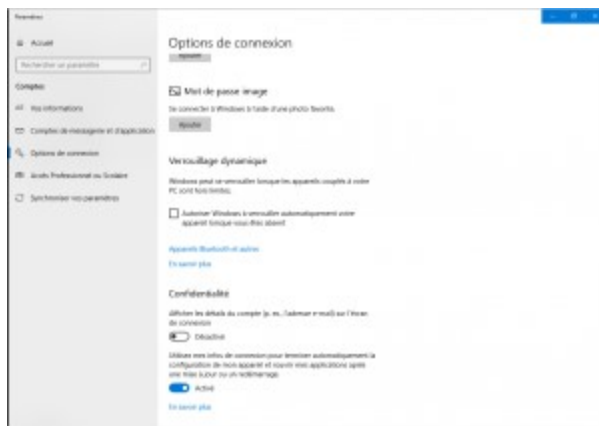 Paramètres
Accueil
Options de connexion
Ajouter
Rechercher un paramètre
Comptes
Mot de passe image
Se connecter à Windows à l'aide d'une photo favorite.
Vos informations
Ajouter
Comptes de messagerie et d'application
Options de connexion
Verrouillage dynamique
Accès Professionnel ou Scolaire
Windows peut se verrouiller lorsque les appareils couplés à votre
PC sont hors limites.
Synchroniser vos paramètres
Autoriser Windows à verrouiller automatiquement votre
appareil lorsque vous êtes absent
Appareils Bluetooth et autres
En savoir plus
Confidentialité
Afficher les détails du compte (p. ex., l'adresse e-mail) sur l'écran
de connexion
Désactivé
Utilisez mes infos de connexion pour terminer automatiquement la
configuration de mon appareil et rouvrir mes applications après
une mise à jour ou un redémarrage.
Activé
En savoir plus